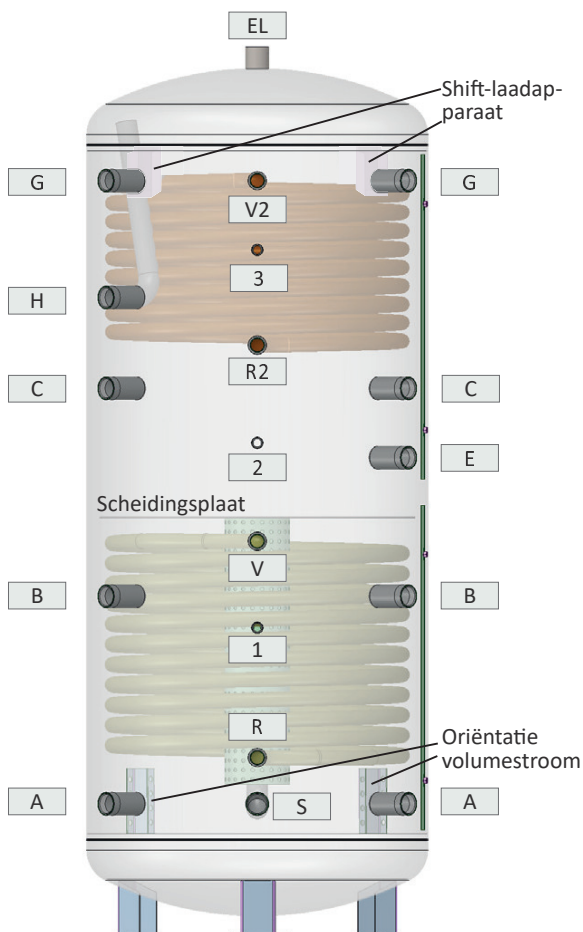 EL
Shift-laadap-
paraat
G
G
V2
3
H
R2
C
C
2
E
Scheidingsplaat
V
B
B
1
R
Oriëntatie
volumestroom
A
S
A